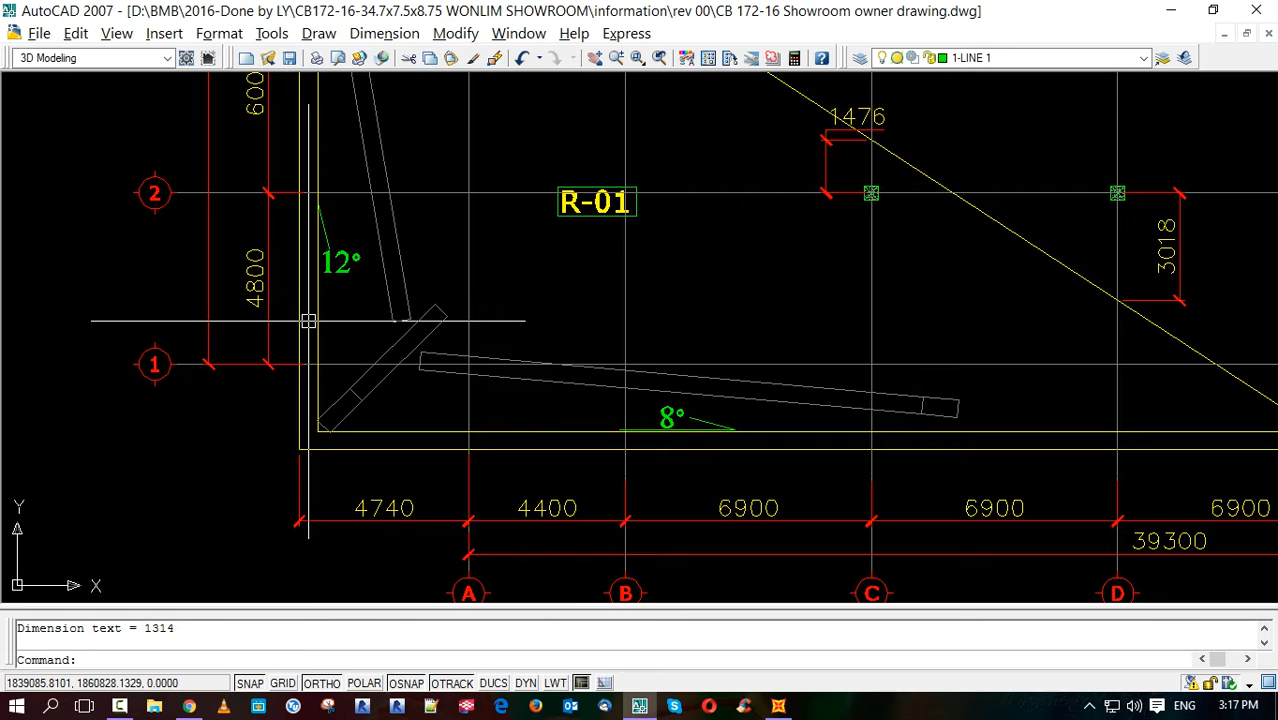 AutoCAD 2007 - [D:\BMB\2016-Done by LY\CB172-16-34.7x7.5x8.75-WONLIM SHOWROOM\information\rev 00\CB 172-16 Showroom owner drawing.dwg]
File Edit View Insert Format Tools Draw Dimension Modify Window Help Express
3D Modeling
1-LINE 1
600
1476
2
R-01
12°
4800
3018
1
8°
4740 4400 6900 6900 6900
39300
Y
X
A B C D
Dimension text = 1314
Command:
1839085.8101, 1860828.1329, 0.0000 SNAP GRID ORTHO POLAR OSNAP OTRACK DUCS DYN LWT
ENG 3:17 PM